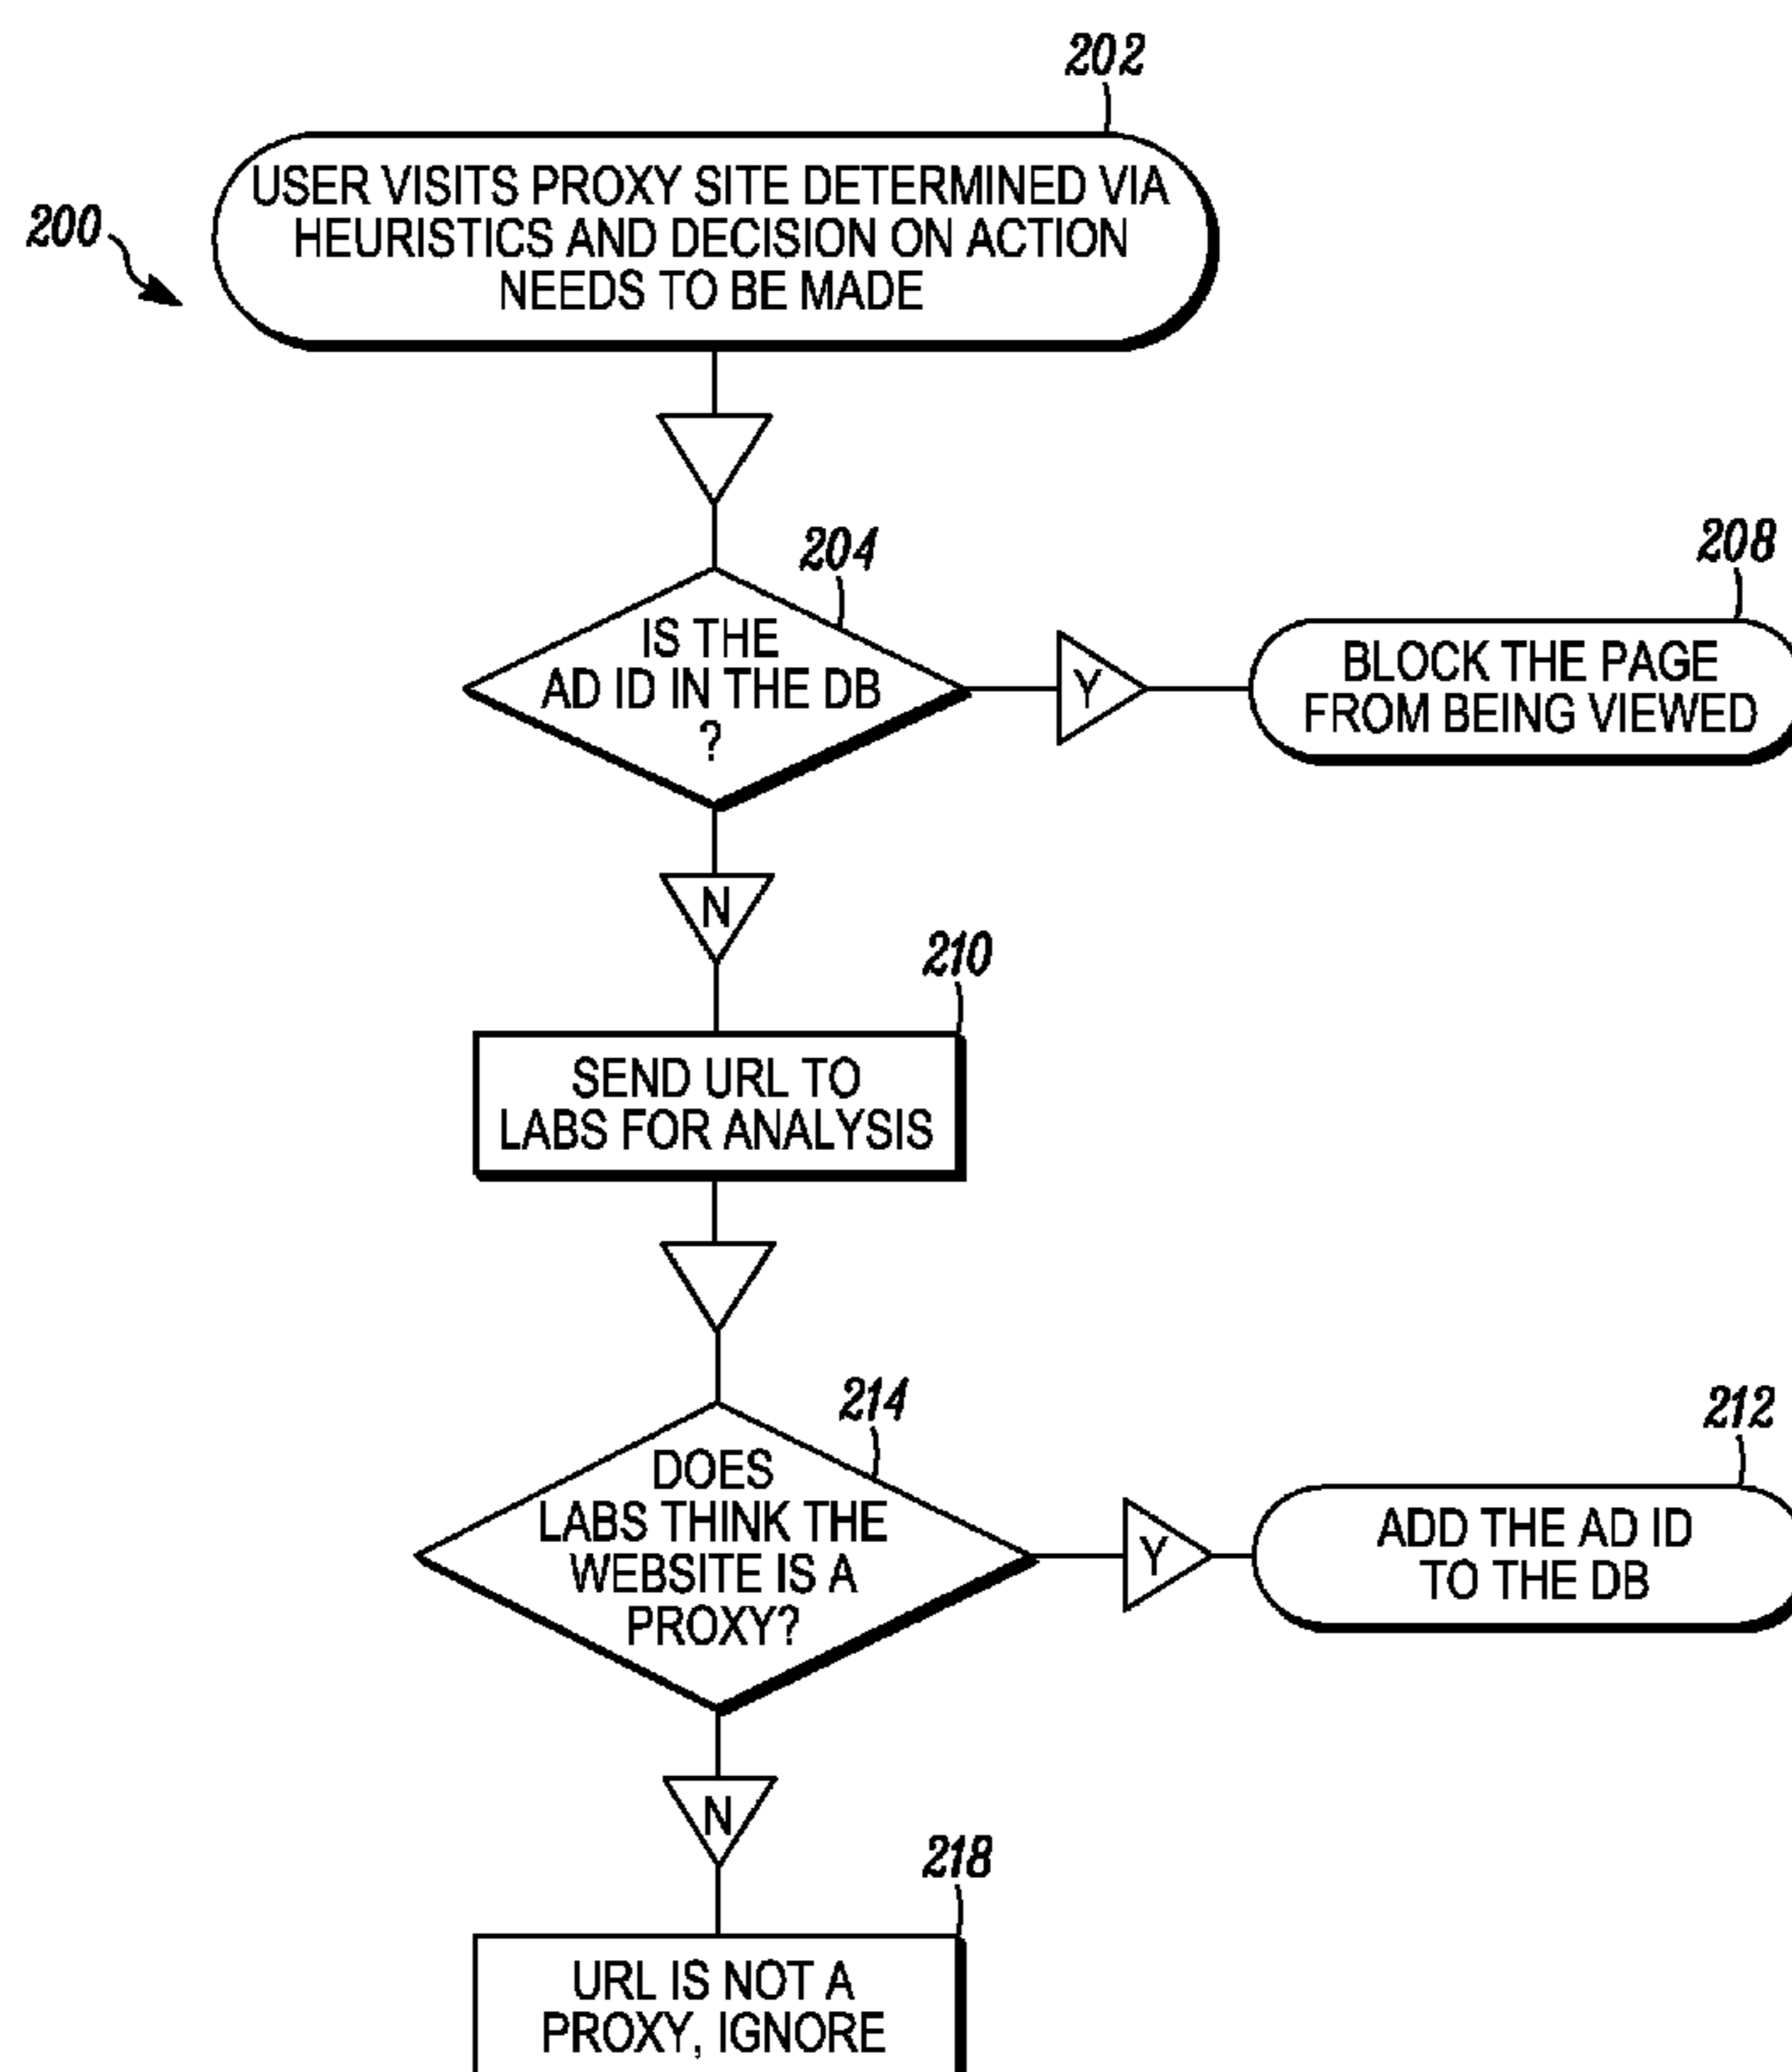 202
200
USER VISITS PROXY SITE DETERMINED VIA
HEURISTICS AND DECISION ON ACTION
NEEDS TO BE MADE
204
IS THE
AD ID IN THE DB
?
Y
208
BLOCK THE PAGE
FROM BEING VIEWED
N
210
SEND URL TO
LABS FOR ANALYSIS
214
DOES
LABS THINK THE
WEBSITE IS A
PROXY?
Y
212
ADD THE AD ID
TO THE DB
N
218
URL IS NOT A
PROXY, IGNORE